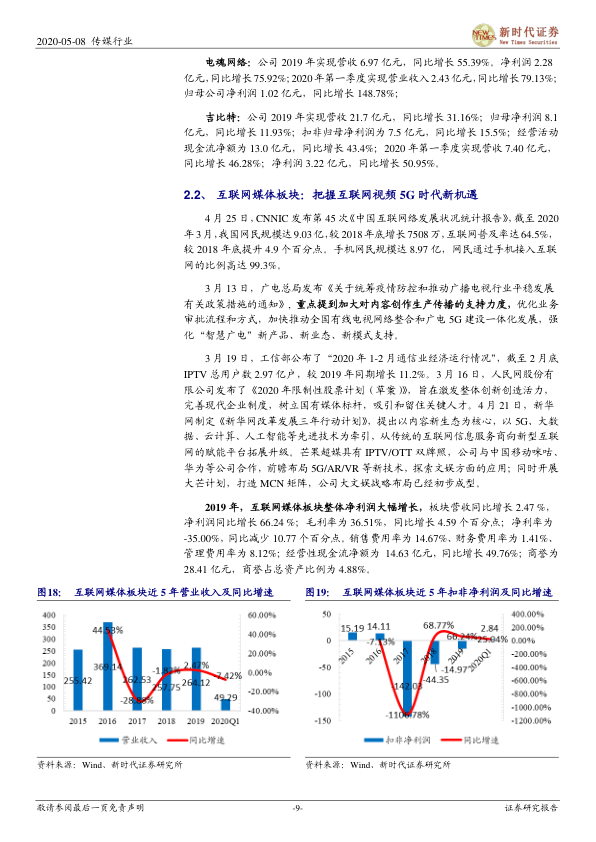 2020-05-08 传媒行业
新时代证券
New Times Securities
电魂网络：公司 2019 年实现营收 6.97 亿元，同比增长 55.39%。净利润 2.28
亿元，同比增长 75.92%；2020 年第一季度实现营业收入 2.43 亿元，同比增长 79.13%；
归母公司净利润 1.02 亿元，同比增长 148.78%；
吉比特：公司 2019 年实现营收 21.7 亿元，同比增长 31.16%；归母净利润 8.1
亿元，同比增长 11.93%；扣非归母净利润为 7.5 亿元，同比增长 15.5%；经营活动
现金流净额为 13.0 亿元，同比增长 43.4%；2020 年第一季度实现营收 7.40 亿元，
同比增长 46.28%；净利润 3.22 亿元，同比增长 50.95%。
2.2、 互联网媒体板块：把握互联网视频 5G 时代新机遇
4 月 25 日，CNNIC 发布第 45 次《中国互联网络发展状况统计报告》，截至 2020
年 3 月，我国网民规模达 9.03 亿，较 2018 年底增长 7508 万，互联网普及率达 64.5%，
较 2018 年底提升 4.9 个百分点。手机网民规模达 8.97 亿，网民通过手机接入互联
网的比例高达 99.3%。
3 月 13 日，广电总局发布《关于统筹疫情防控和推动广播电视行业平稳发展
有关政策措施的通知》，重点提到加大对内容创作生产传播的支持力度，优化业务
审批流程和方式，加快推动全国有线电视网络整合和广电 5G 建设一体化发展，强
化“智慧广电”新产品、新业态、新模式支持。
3 月 19 日，工信部公布了“2020 年 1-2 月通信业经济运行情况”，截至 2 月底
IPTV 总用户数 2.97 亿户，较 2019 年同期增长 11.2%。3 月 16 日，人民网股份有
限公司发布了《2020 年限制性股票计划（草案）》，旨在激发整体创新创造活力，
完善现代企业制度，树立国有媒体标杆，吸引和留住关键人才。4 月 21 日，新华
网制定《新华网改革发展三年行动计划》，提出以内容新生态为核心，以 5G、大数
据、云计算、人工智能等先进技术为牵引，从传统的互联网信息服务商向新型互联
网的赋能平台拓展升级。芒果超媒具有 IPTV/OTT 双牌照，公司与中国移动咪咕、
华为等公司合作，前瞻布局 5G/AR/VR 等新技术，探索文娱方面的应用；同时开展
大芒计划，打造 MCN 矩阵，公司大文娱战略布局已经初步成型。
2019 年，互联网媒体板块整体净利润大幅增长，板块营收同比增长 2.47 %，
净利润同比增长 66.24 %；毛利率为 36.51%，同比增长 4.59 个百分点；净利率为
-35.00%，同比减少 10.77 个百分点。销售费用率为 14.67%、财务费用率为 1.41%、
管理费用率为 8.12%；经营性现金流净额为 14.63 亿元，同比增长 49.76%；商誉为
28.41 亿元，商誉占总资产比例为 4.88%。
图18： 互联网媒体板块近 5 年营业收入及同比增速
400
350
300
250
200
150
100
50
0
60.00%
40.00%
20.00%
0.00%
-20.00%
-40.00%
255.42
369.14
262.53
257.75
264.12
49.29
44.53%
-28.88%
-1.82%
2.47%
-7.42%
2015 2016 2017 2018 2019 2020Q1
营业收入 同比增速
资料来源：Wind、新时代证券研究所
图19： 互联网媒体板块近 5 年扣非净利润及同比增速
50
0
-50
-100
-150
400.00%
200.00%
0.00%
-200.00%
-400.00%
-600.00%
-800.00%
-1000.00%
-1200.00%
15.19
14.11
-142.03
-44.35
-14.97
2.84
-7.13%
-1106.78%
68.77%
66.24%
25.04%
2015 2016 2017 2018 2019 2020Q1
扣非净利润 同比增速
资料来源：Wind、新时代证券研究所
敬请参阅最后一页免责声明
-9-
证券研究报告